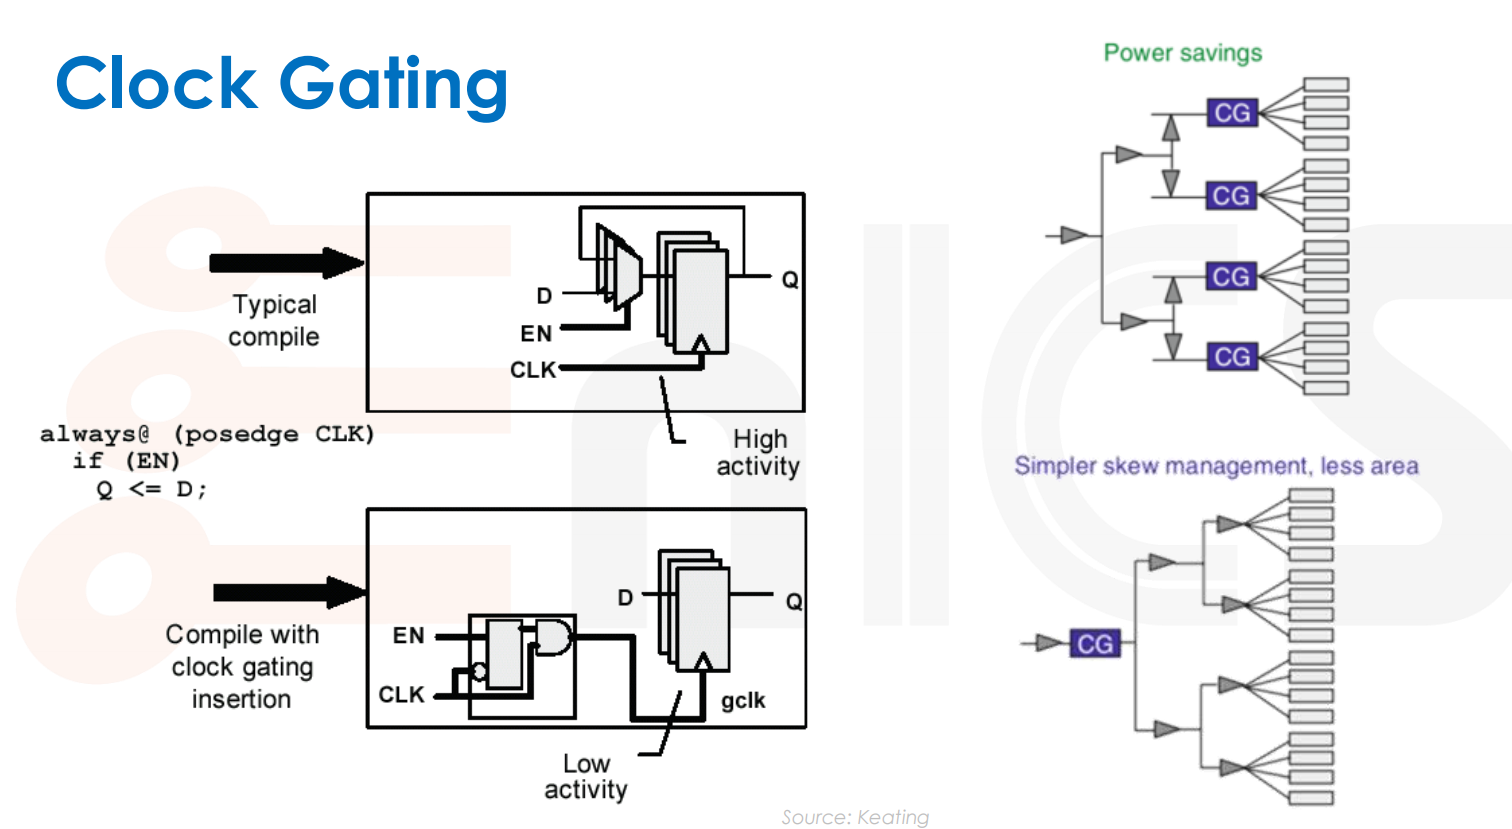 Clock Gating
Typical
compile
D
EN
CLK
Q
High
activity
always@ (posedge CLK)
if (EN)
Q <= D;
Compile with
clock gating
insertion
EN
CLK
D
Q
gclk
Low
activity
Power savings
CG
CG
CG
CG
Simpler skew management, less area
CG
Source: Keating
nics